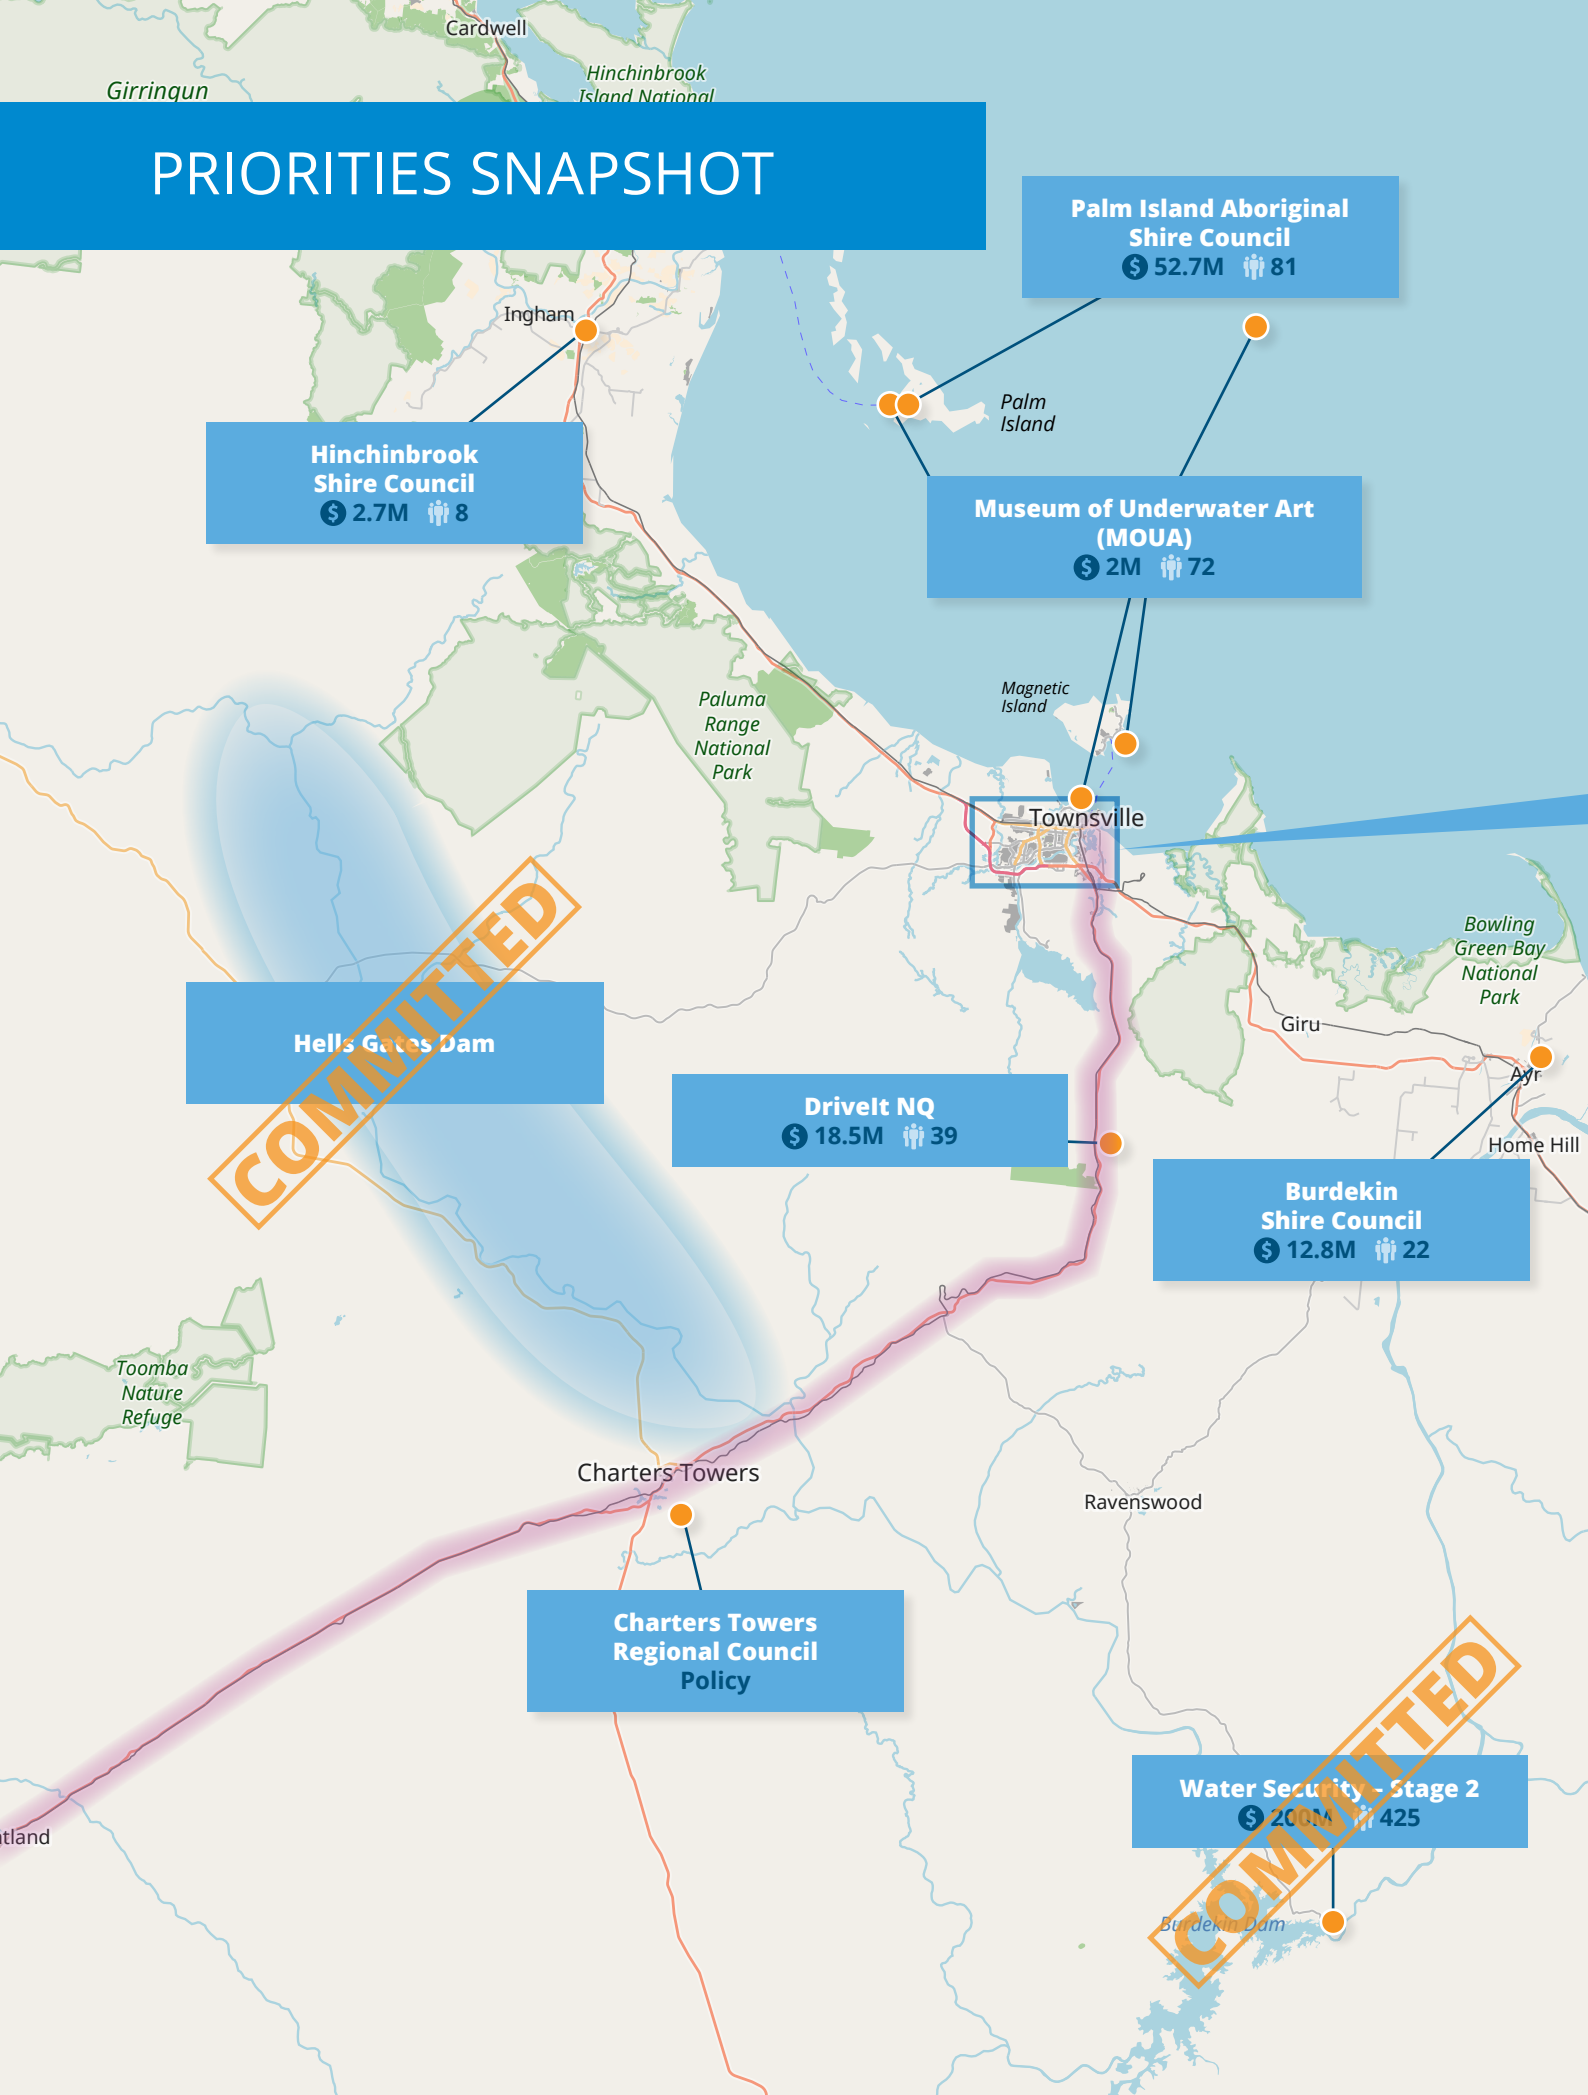 Cardwell
Hinchinbrook
Island National
Girringun
PRIORITIES SNAPSHOT
Palm Island Aboriginal
Shire Council
$ 52.7M 81
Ingham
Palm
Island
Hinchinbrook
Shire Council
$ 2.7M 8
Museum of Underwater Art
(MOUA)
$ 2M 72
Magnetic
Island
Paluma
Range
National
Park
Townsville
Bowling
Green Bay
National
Park
COMMITTED
Hells Gates Dam
Giru
Ayr
DriveIt NQ
$ 18.5M 39
Home Hill
Burdekin
Shire Council
$ 12.8M 22
Toomba
Nature
Refuge
Charters Towers
Ravenswood
Charters Towers
Regional Council
Policy
COMMITTED
Water Security – Stage 2
$ 200M 425
tland
Burdekin Dam